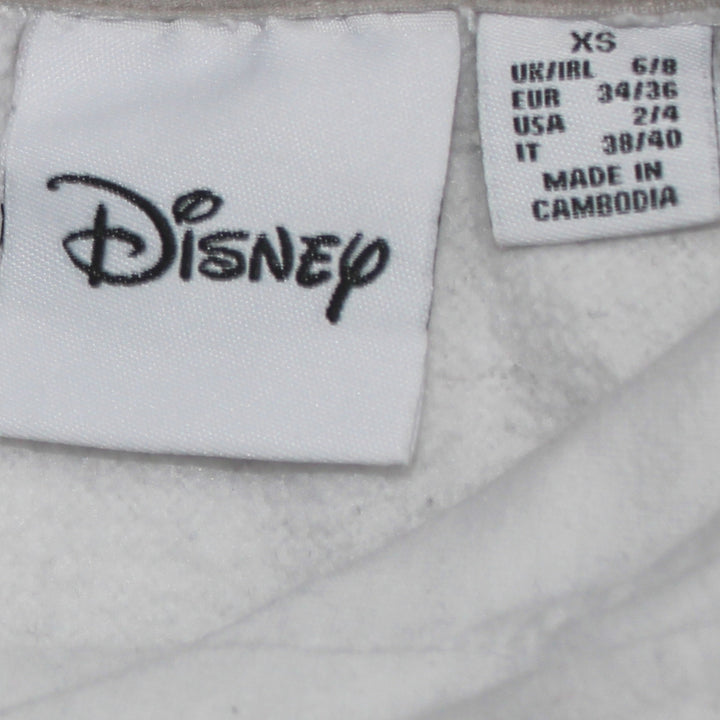 Disney
XS
UK/IRL 6/8
EUR 34/36
USA 2/4
IT 38/40
MADE IN
CAMBODIA